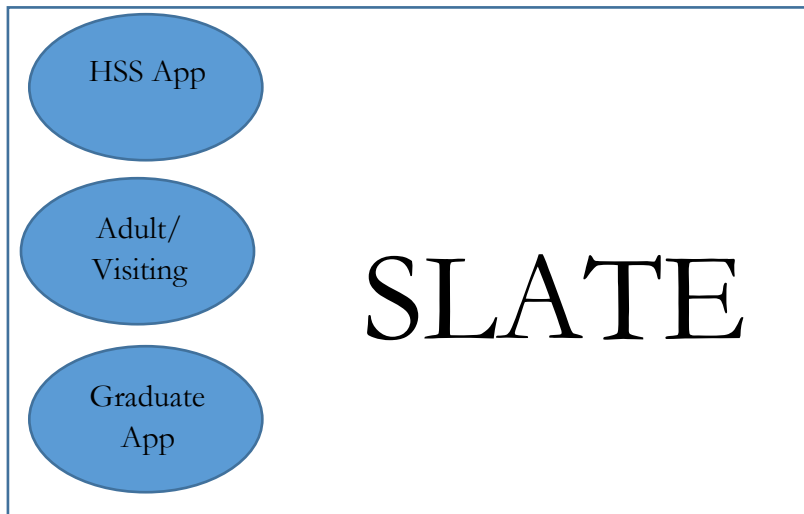 HSS App
Adult/
Visiting
SLATE
Graduate
App